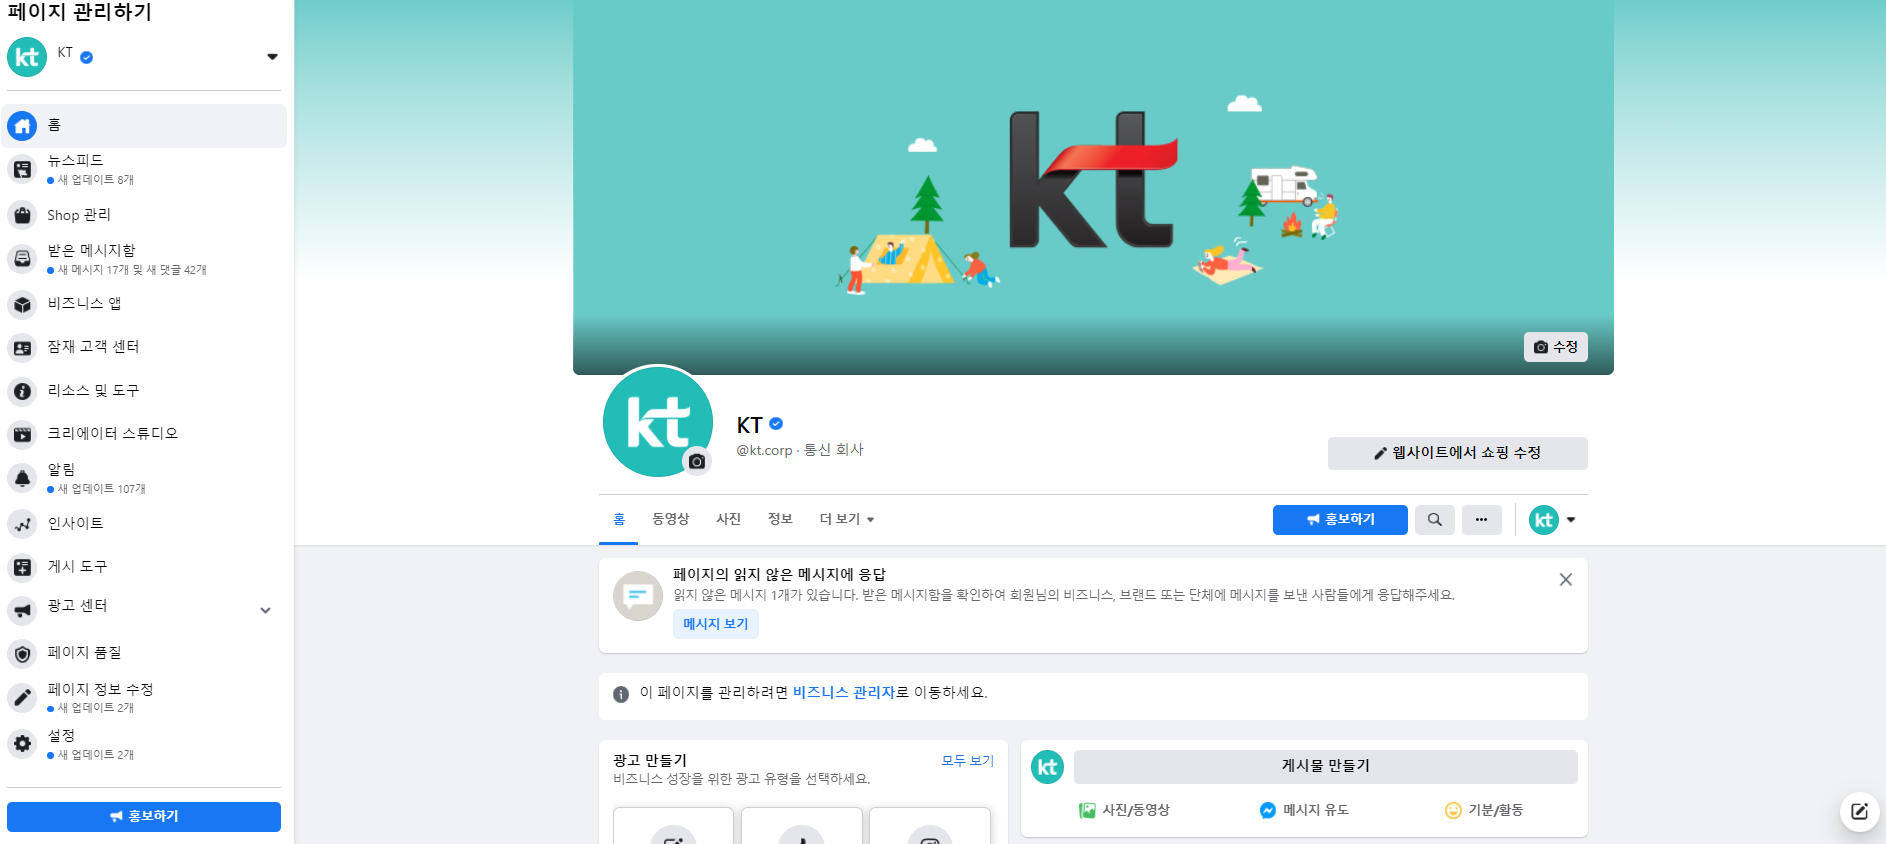 페이지 관리하기
kt
KT
홈
뉴스피드
새 업데이트 8개
Shop 관리
받은 메시지함
새 메시지 17개 및 새 댓글 42개
비즈니스 앱
잠재 고객 센터
리소스 및 도구
크리에이터 스튜디오
알림
새 업데이트 107개
인사이트
게시 도구
광고 센터
페이지 품질
페이지 정보 수정
새 업데이트 2개
설정
새 업데이트 2개
홍보하기
kt
수정
kt
KT
@kt.corp · 통신 회사
웹사이트에서 쇼핑 수정
홈 동영상 사진 정보 더 보기
홍보하기
kt
페이지의 읽지 않은 메시지에 응답
읽지 않은 메시지 1개가 있습니다. 받은 메시지함을 확인하여 회원님의 비즈니스, 브랜드 또는 단체에 메시지를 보낸 사람들에게 응답해주세요.
메시지 보기
이 페이지를 관리하려면 비즈니스 관리자로 이동하세요.
광고 만들기
모두 보기
비즈니스 성장을 위한 광고 유형을 선택하세요.
kt
게시물 만들기
사진/동영상
메시지 유도
기분/활동